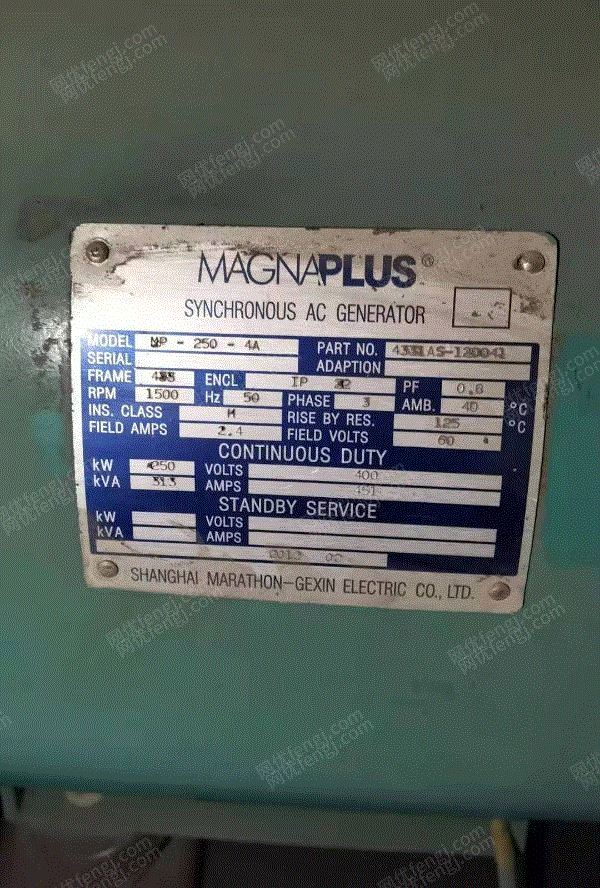 MAGNAPLUS®
SYNCHRONOUS AC GENERATOR
MODEL MP - 250 - 4A PART NO.
SERIAL ADAPTION
FRAME ENCL IP PF 0.8
RPM 1500 Hz 50 PHASE 3 AMB. 40 °C
INS. CLASS H RISE BY RES. 125 °C
FIELD AMPS 2.4 FIELD VOLTS 60
CONTINUOUS DUTY
kW 250 VOLTS 400
kVA 313 AMPS 451
STANDBY SERVICE
kW VOLTS
kVA AMPS
SHANGHAI MARATHON-GEXIN ELECTRIC CO., LTD.